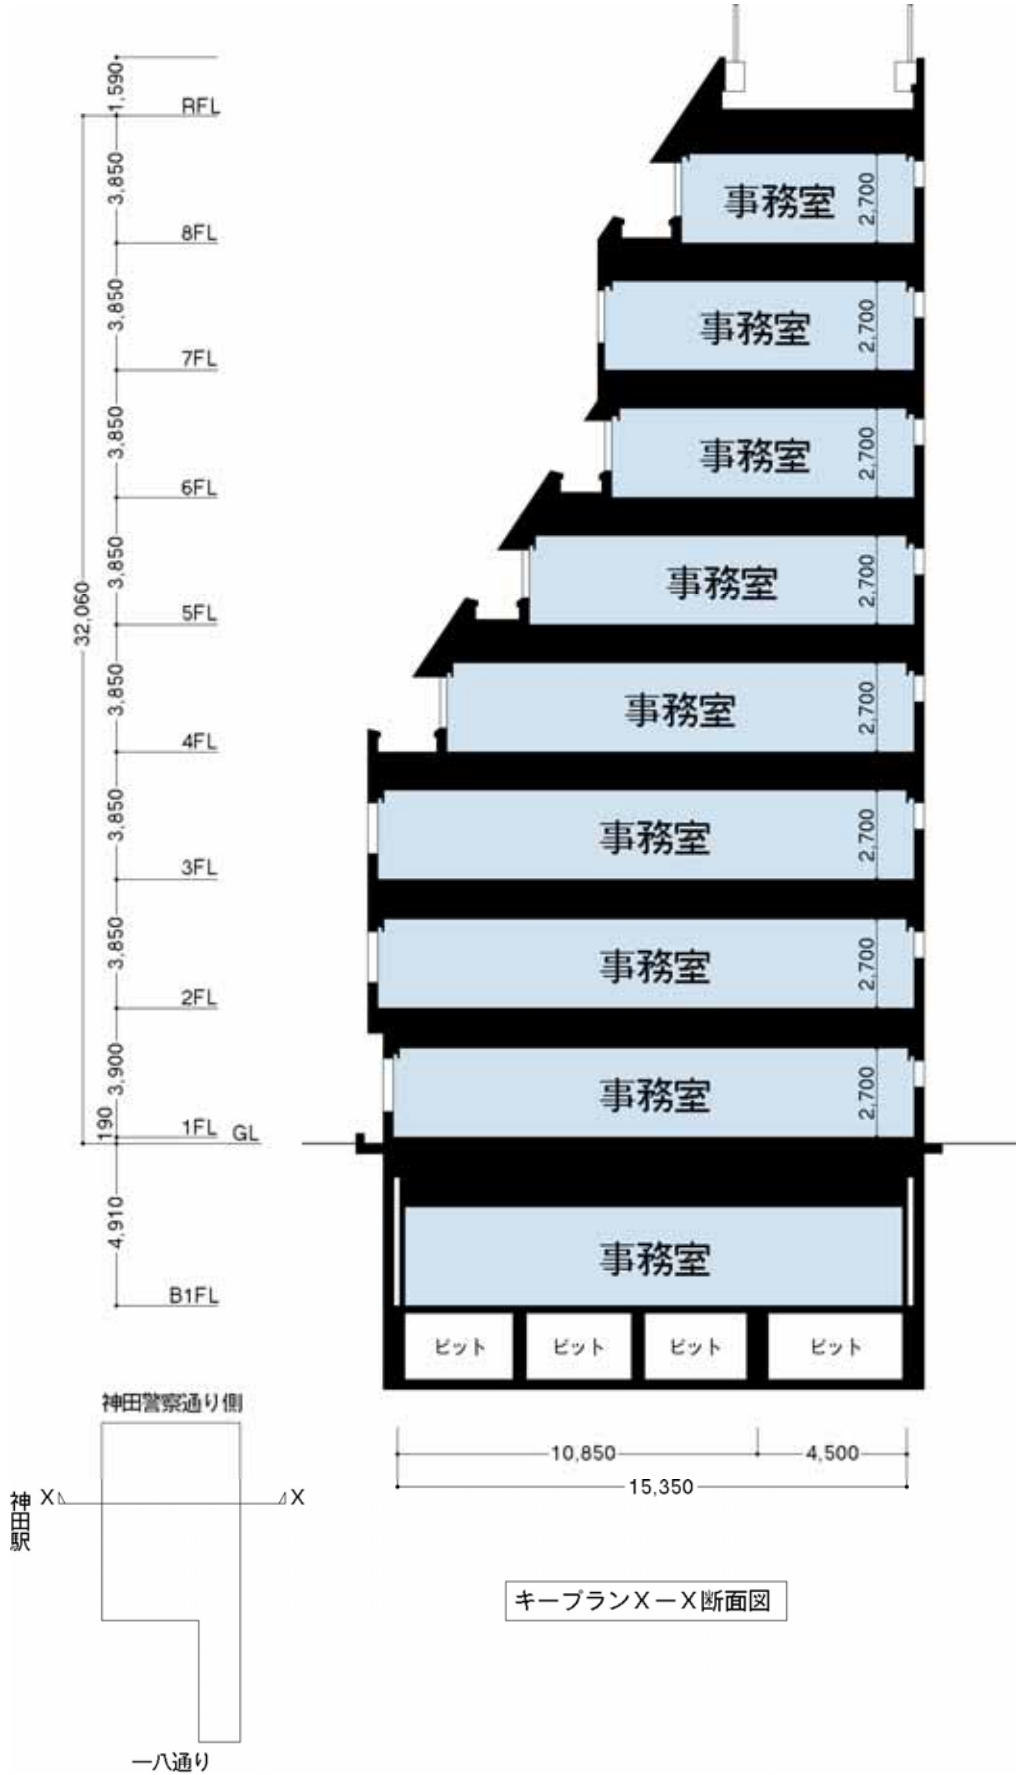 1,590
RFL
3,850
事務室
2,700
8FL
3,850
事務室
2,700
7FL
3,850
事務室
2,700
6FL
3,850
事務室
2,700
5FL
32,060
3,850
事務室
2,700
4FL
3,850
事務室
2,700
3FL
3,850
事務室
2,700
2FL
3,900
事務室
2,700
190
1FL
GL
4,910
事務室
B1FL
ピット
ピット
ピット
ピット
10,850
4,500
15,350
神田警察通り側
神田駅
X
X
一八通り
キープランX－X断面図